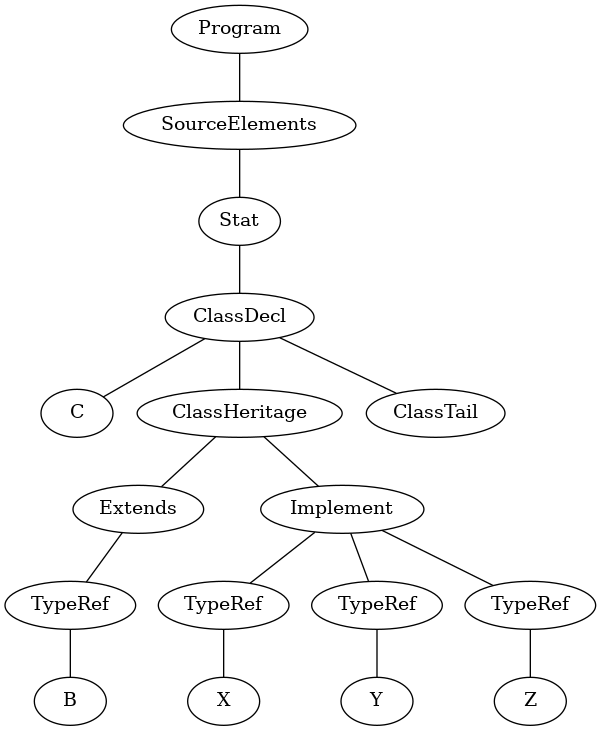 Program
SourceElements
Stat
ClassDecl
C
ClassHeritage
ClassTail
Extends
Implement
TypeRef
TypeRef
TypeRef
TypeRef
B
X
Y
Z